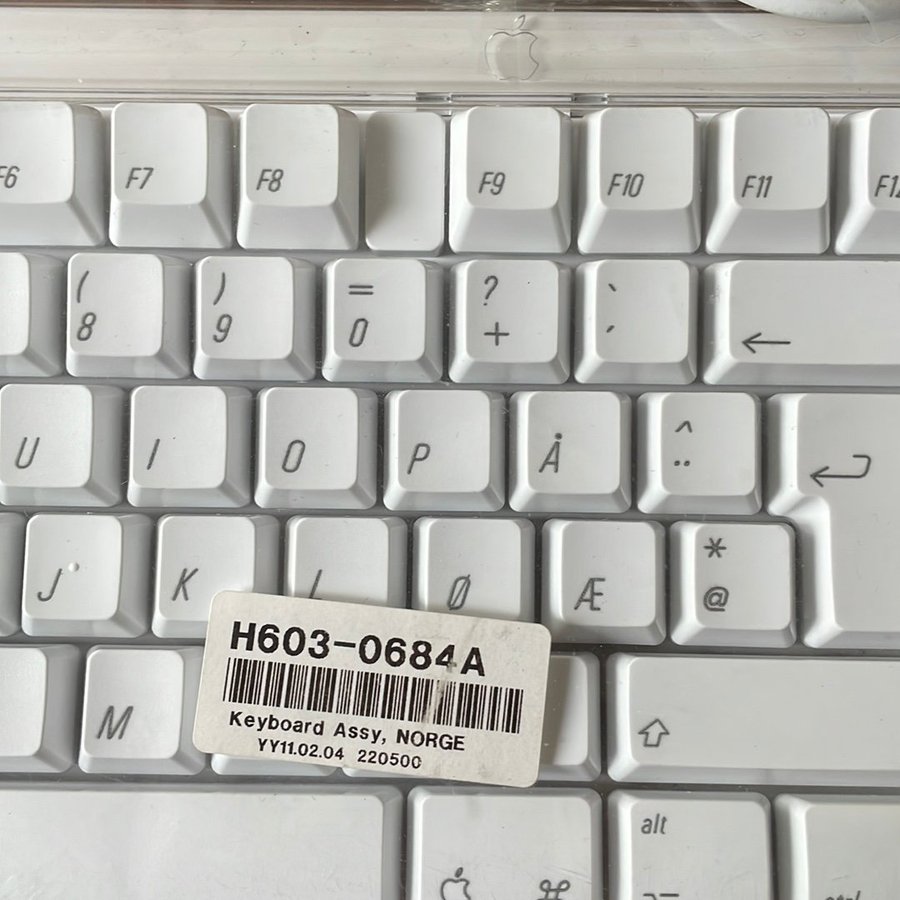 F6 F7 F8 F9 F10 F11
( ) = ? `
8 9 0 + ´
^
U I O P Å ¨
*
J K Ø Æ @
H603-0684A
Keyboard Assy, NORGE
YY11.02.04 220500
M
alt